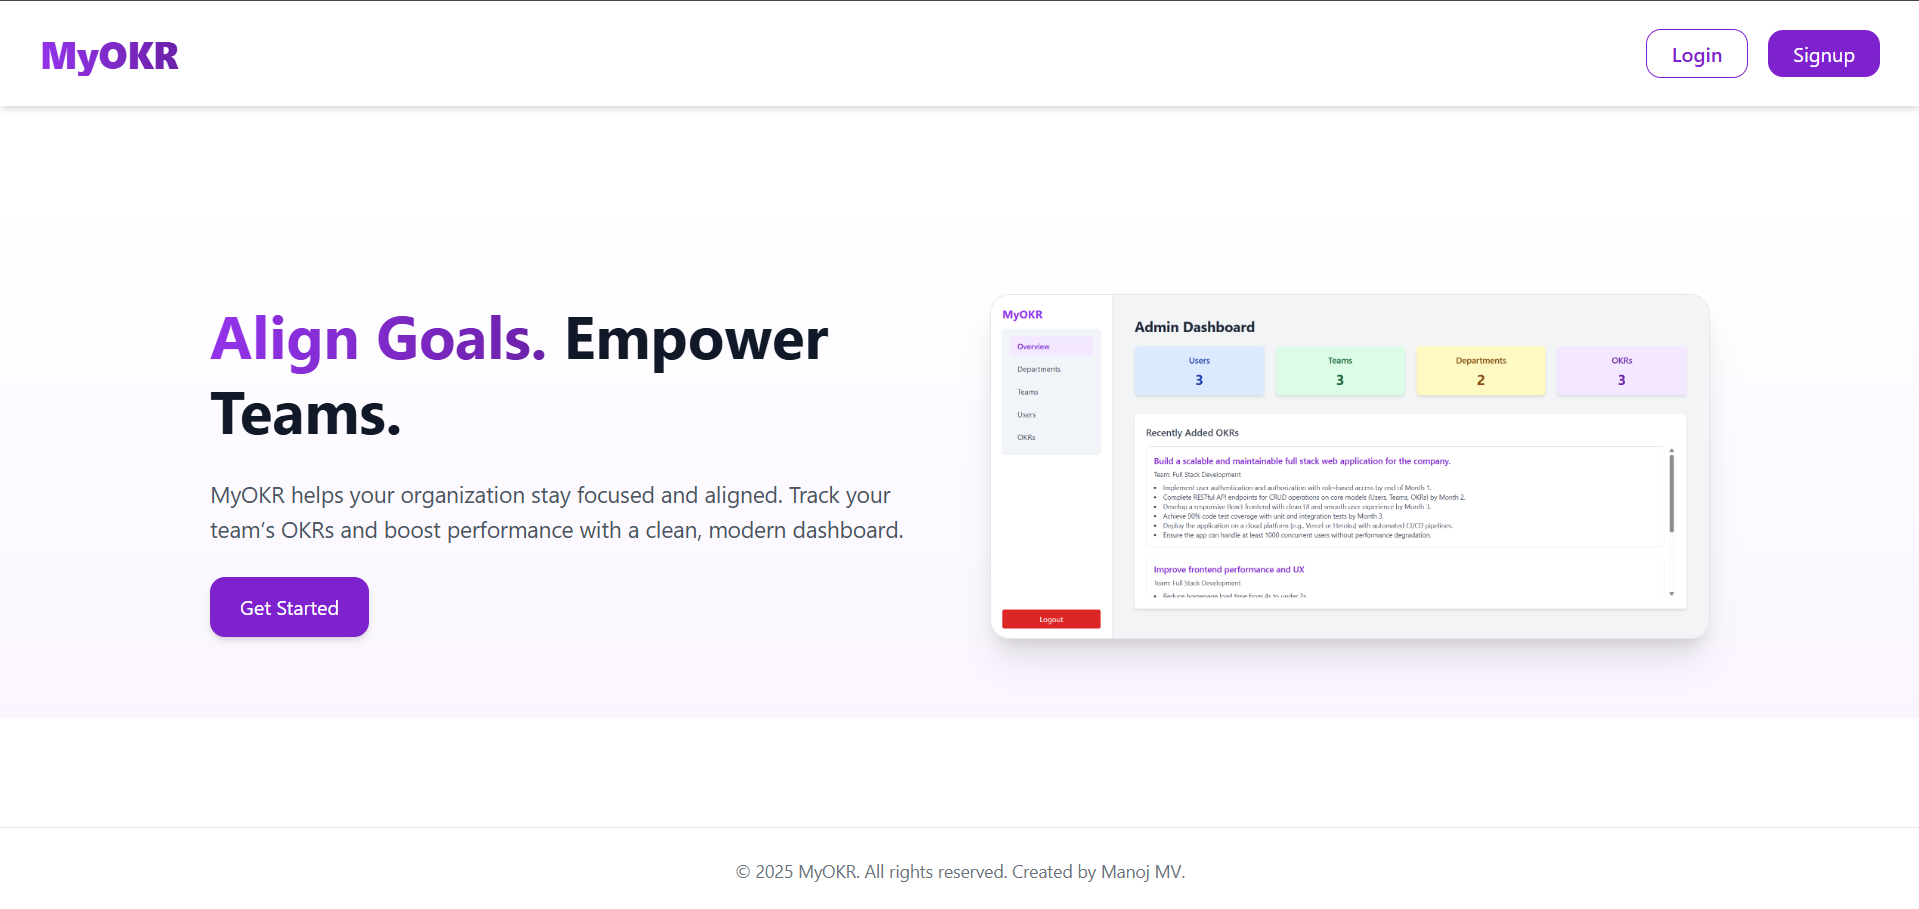 MyOKR
Login
Signup
Align Goals. Empower
Teams.
MyOKR helps your organization stay focused and aligned. Track your
team’s OKRs and boost performance with a clean, modern dashboard.
Get Started
MyOKR
Overview
Departments
Teams
Users
OKRs
Logout
Admin Dashboard
Users
3
Teams
3
Departments
2
OKRs
3
Recently Added OKRs
Build a scalable and maintainable full stack web application for the company.
Team: Full Stack Development
• Implement user authentication and authorization with role-based access by end of Month 1.
• Complete RESTful API endpoints for CRUD operations on core models (Users, Teams, OKRs) by Month 2.
• Develop a responsive React frontend with clean UI and smooth user experience by Month 3.
• Achieve 90% code test coverage with unit and integration tests by Month 3.
• Deploy the application on a cloud platform (e.g., Vercel or Heroku) with automated CI/CD pipelines.
• Ensure the app can handle at least 1000 concurrent users without performance degradation.
Improve frontend performance and UX
Team: Full Stack Development
• Reduce homepage load time from 4s to under 2s
© 2025 MyOKR. All rights reserved. Created by Manoj MV.